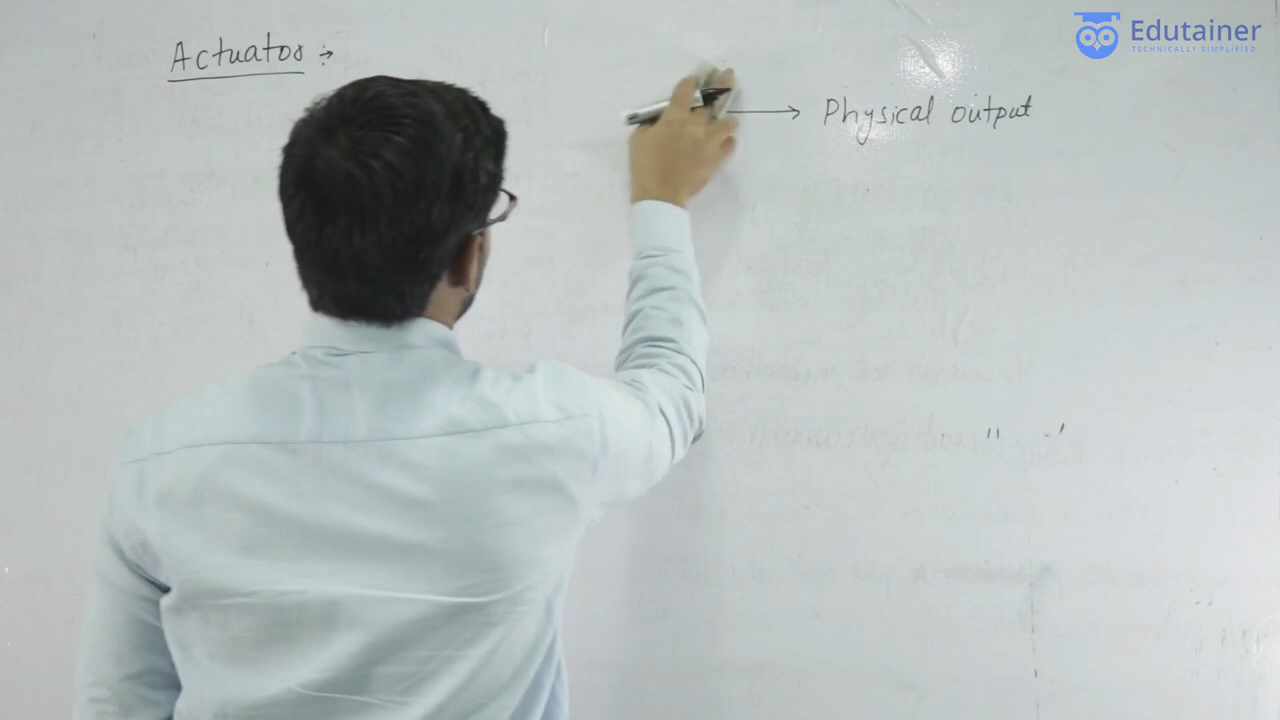 Actuator :-
Edutainer
TECHNICALLY SIMPLIFIED
→ Physical output